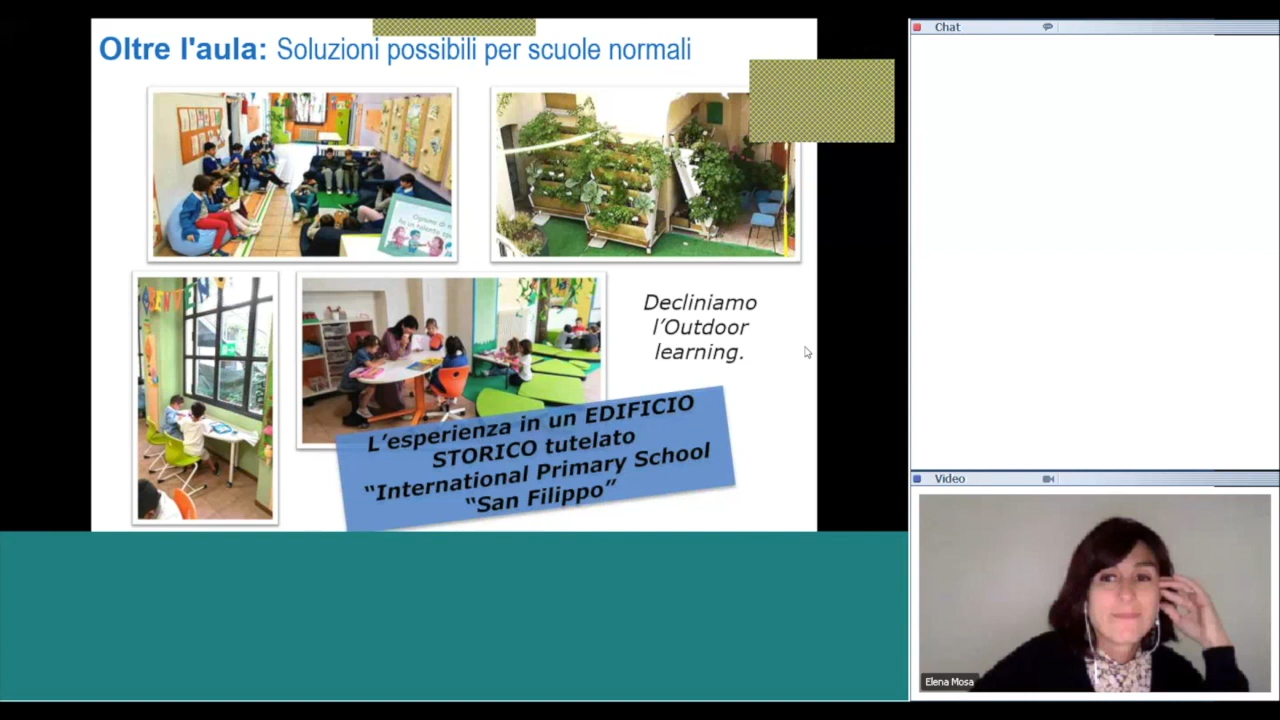 Oltre l'aula: Soluzioni possibili per scuole normali
Decliniamo
l’Outdoor
learning.
L’esperienza in un EDIFICIO
STORICO tutelato
“International Primary School
“San Filippo”
Chat
Video
Elena Mosa